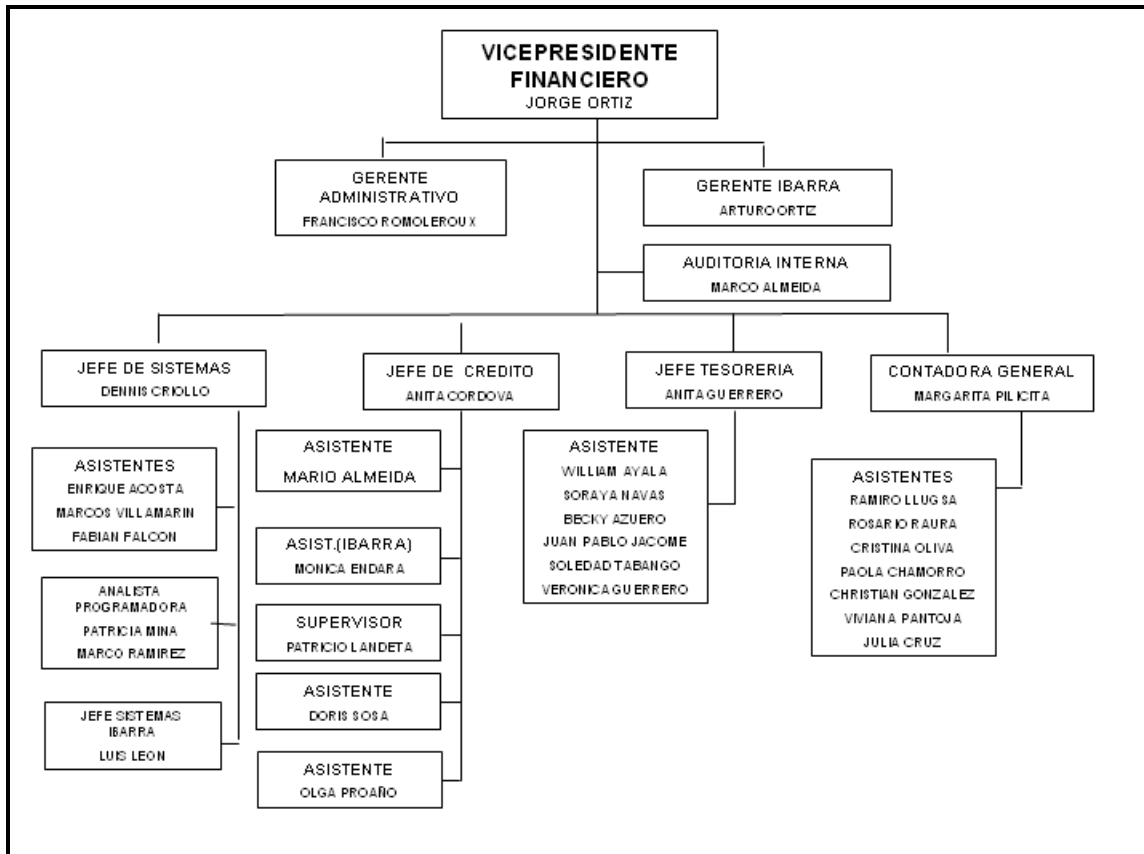 VICEPRESIDENTE
FINANCIERO
JORGE ORTIZ
GERENTE
ADMINISTRATIVO
FRANCISCO ROMOLEROUX
GERENTE IBARRA
ARTURO ORTIZ
AUDITORIA INTERNA
MARCO ALMEIDA
JEFE DE SISTEMAS
DENNIS CRIOLLO
JEFE DE CREDITO
ANITA CORDOVA
JEFE TESORERIA
ANITA GUERRERO
CONTADORA GENERAL
MARGARITA PILICITA
ASISTENTES
ENRIQUE ACOSTA
MARCOS VILLAMARIN
FABIAN FALCON
ANALISTA
PROGRAMADORA
PATRICIA MINA
MARCO RAMIREZ
JEFE SISTEMAS
IBARRA
LUIS LEON
ASISTENTE
MARIO ALMEIDA
ASIST.(IBARRA)
MONICA ENDARA
SUPERVISOR
PATRICIO LANDETA
ASISTENTE
DORIS SOSA
ASISTENTE
OLGA PROAÑO
ASISTENTE
WILLIAM AYALA
SORAYA NAVAS
BECKY AZUERO
JUAN PABLO JACOME
SOLEDAD TABANGO
VERONICA GUERRERO
ASISTENTES
RAMIRO LLUGSA
ROSARIO RAURA
CRISTINA OLIVA
PAOLA CHAMORRO
CHRISTIAN GONZALEZ
VIVIANA PANTOJA
JULIA CRUZ